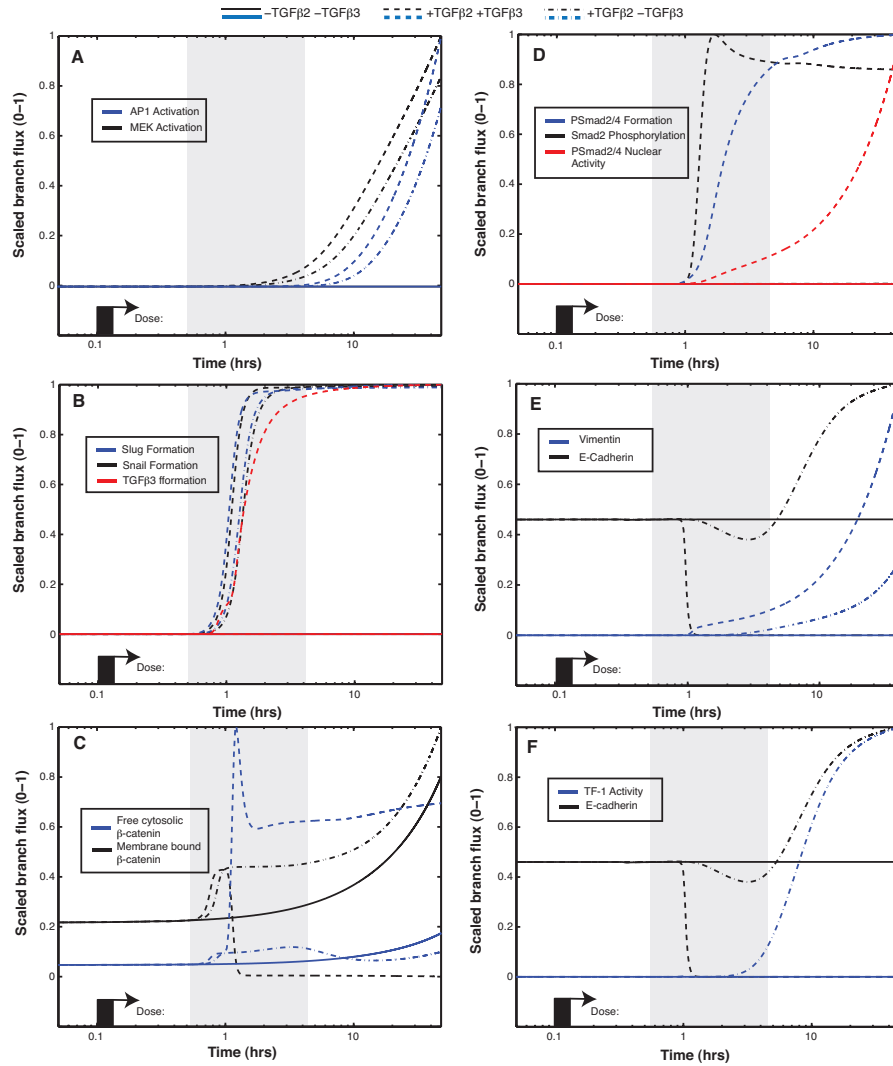 −TGFβ2 −TGFβ3 +TGFβ2 +TGFβ3 +TGFβ2 −TGFβ3
A
AP1 Activation
MEK Activation
Scaled branch flux (0–1)
1
0.8
0.6
0.4
0.2
0
Dose:
0.1 1 10
Time (hrs)
D
PSmad2/4 Formation
Smad2 Phosphorylation
PSmad2/4 Nuclear
Activity
Scaled branch flux (0–1)
1
0.8
0.6
0.4
0.2
0
Dose:
0.1 1 10
Time (hrs)
B
Slug Formation
Snail Formation
TGFβ3 fformation
Scaled branch flux (0–1)
1
0.8
0.6
0.4
0.2
0
Dose:
0.1 1 10
Time (hrs)
E
Vimentin
E-Cadherin
Scaled branch flux (0–1)
1
0.8
0.6
0.4
0.2
0
Dose:
0.1 1 10
Time (hrs)
C
Free cytosolic
β-catenin
Membrane bound
β-catenin
Scaled branch flux (0–1)
1
0.8
0.6
0.4
0.2
0
Dose:
0.1 1 10
Time (hrs)
F
TF-1 Activity
E-cadherin
Scaled branch flux (0–1)
1
0.8
0.6
0.4
0.2
0
Dose:
0.1 1 10
Time (hrs)